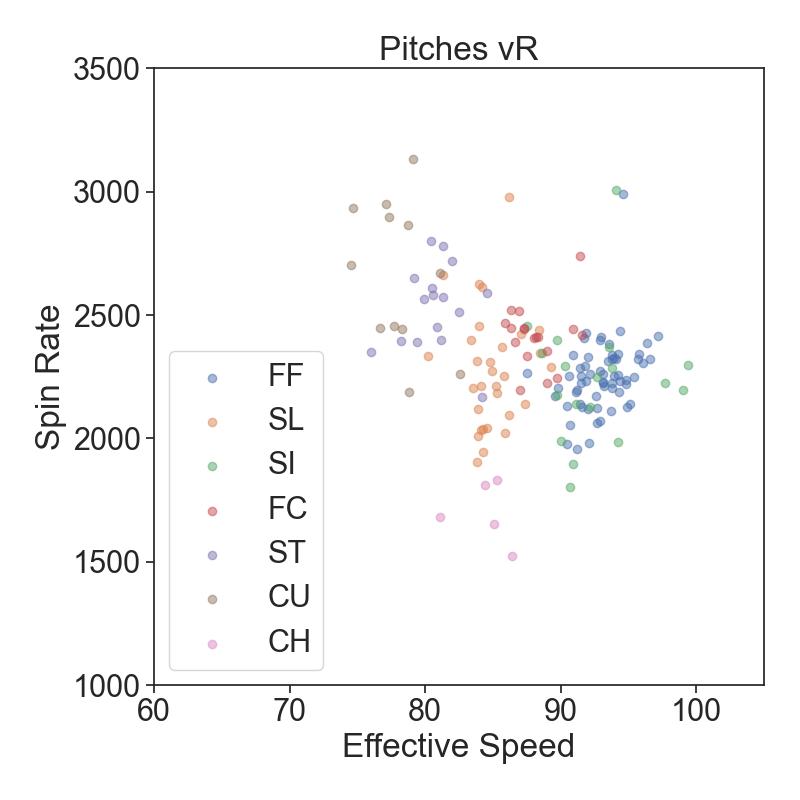 Pitches vR
3500
3000
2500
2000
1500
1000
Spin Rate
FF
SL
SI
FC
ST
CU
CH
60 70 80 90 100
Effective Speed